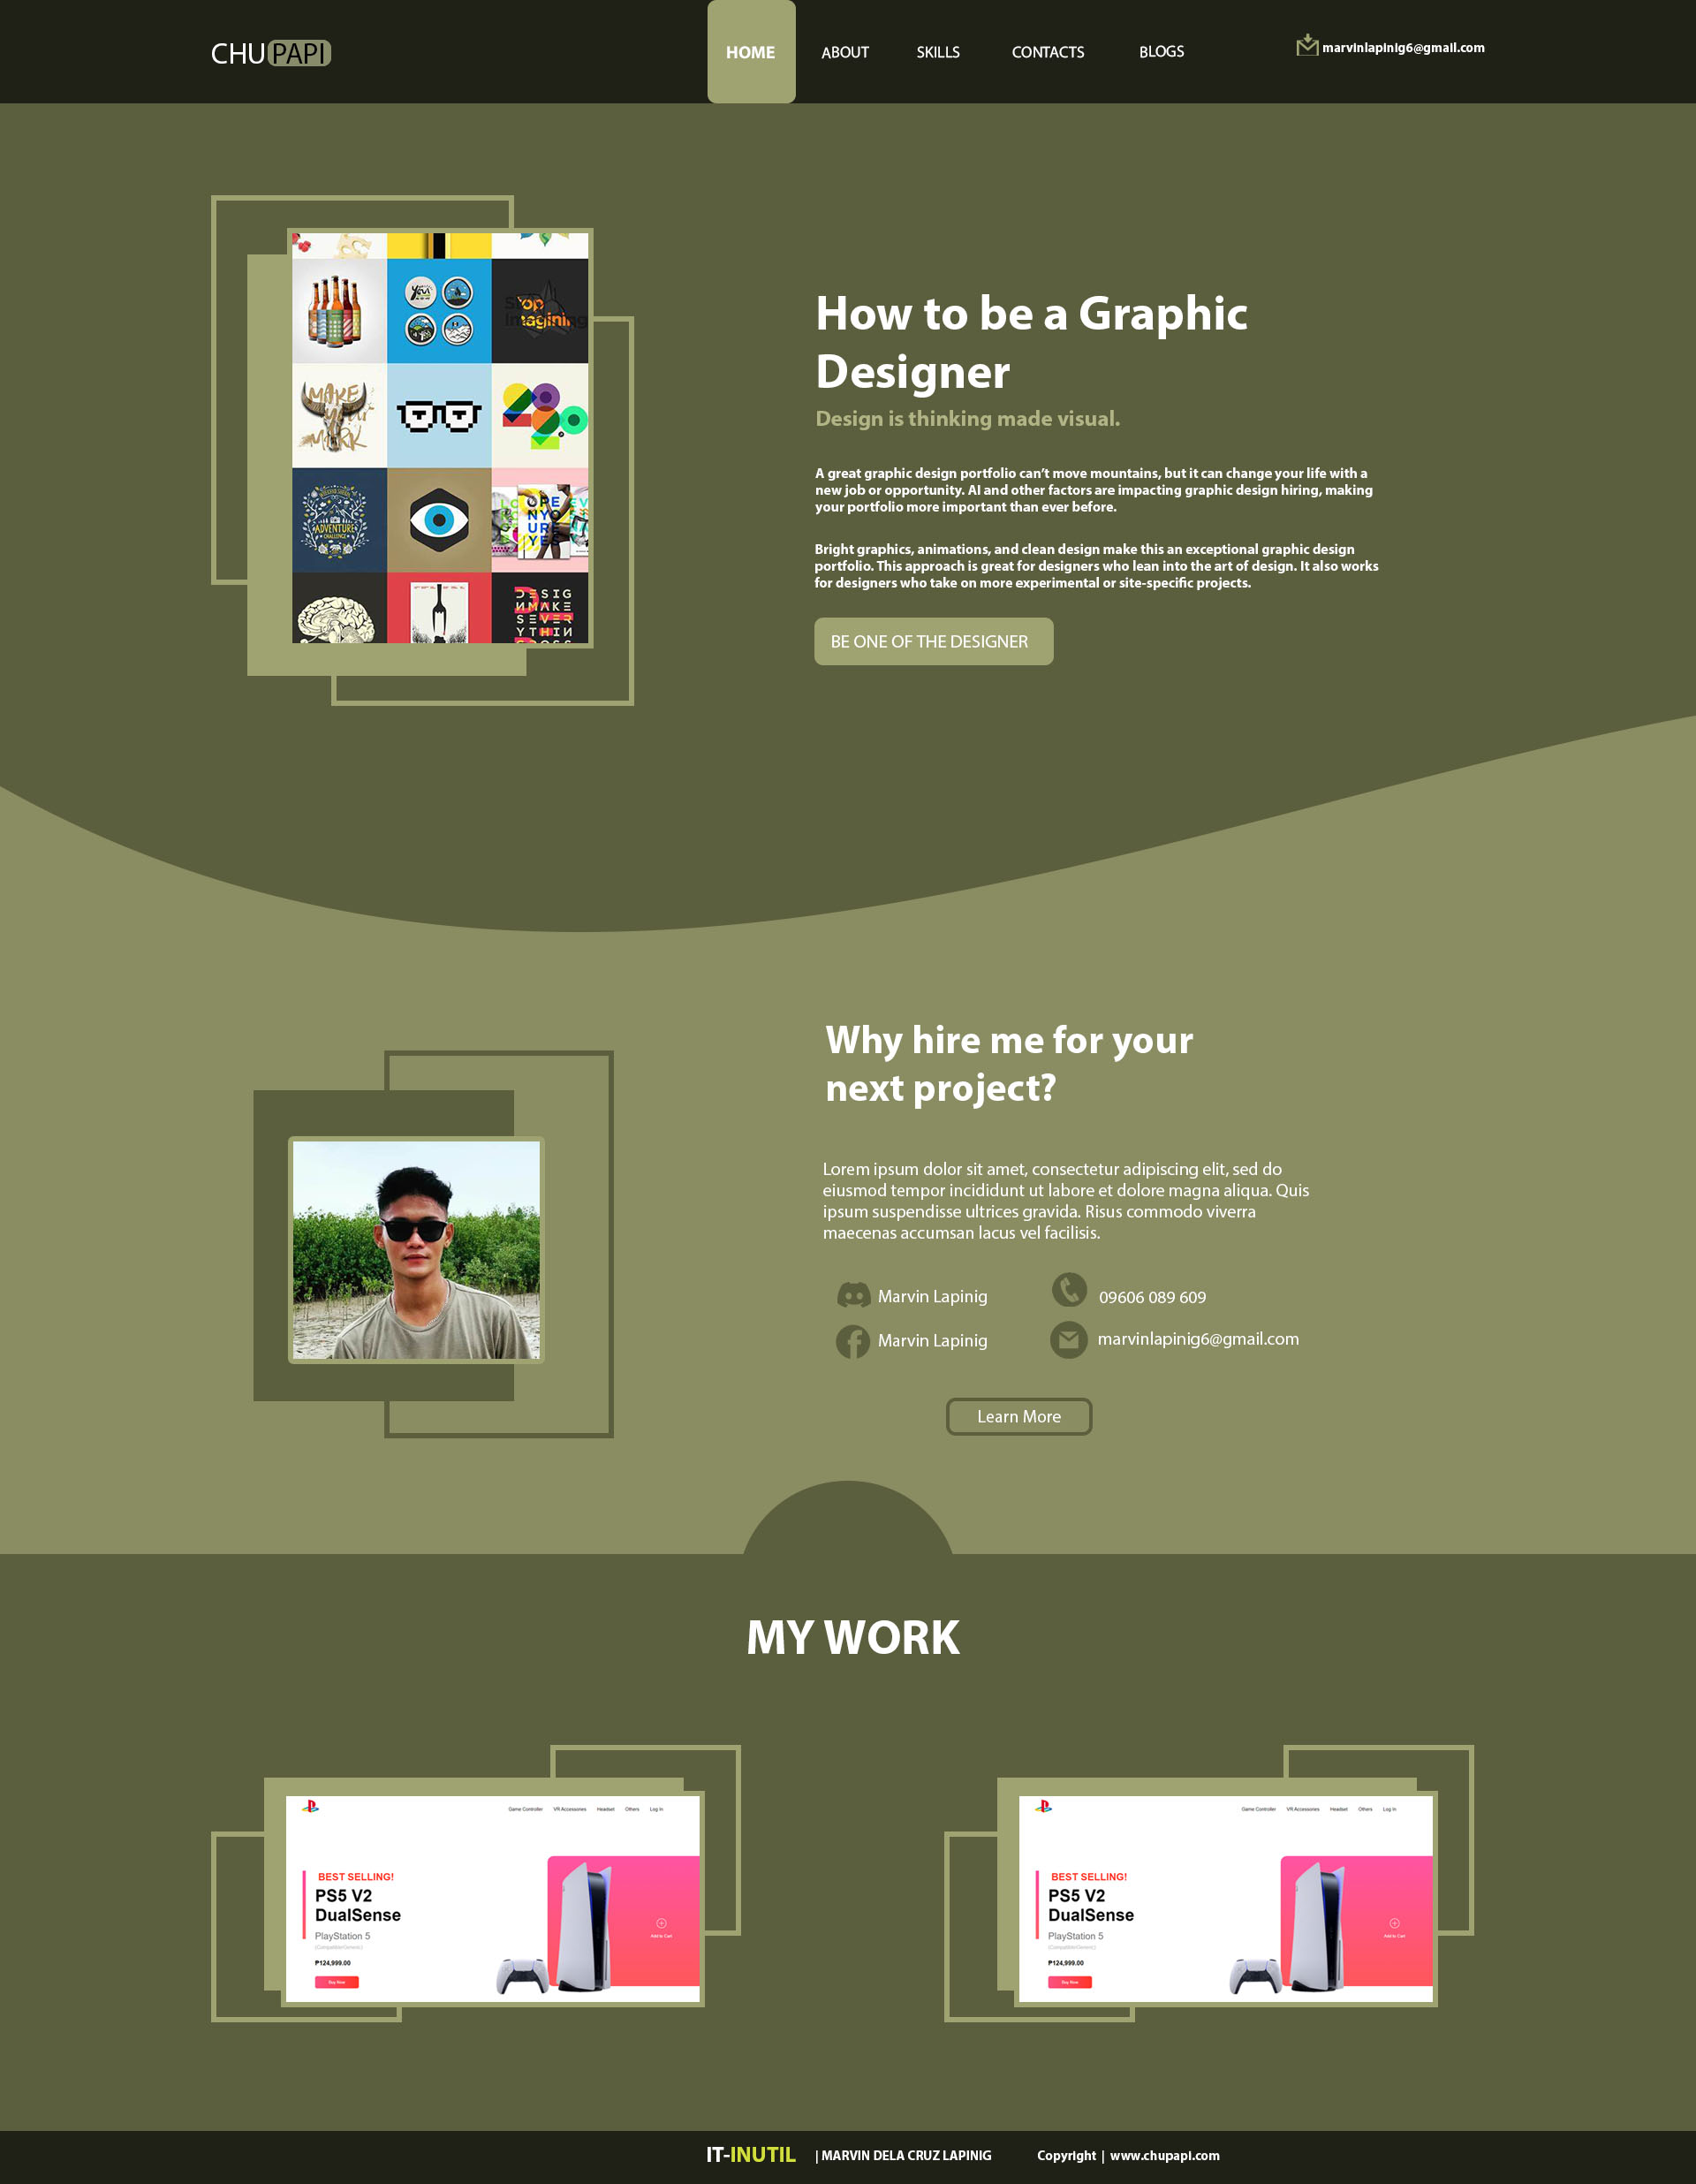 CHUPAPI
HOME
ABOUT
SKILLS
CONTACTS
BLOGS
marvinlapinig6@gmail.com
MAKE
YOUR
MARK
ADVENTURE
CHALLENGE
How to be a Graphic
Designer
Design is thinking made visual.
A great graphic design portfolio can’t move mountains, but it can change your life with a
new job or opportunity. AI and other factors are impacting graphic design hiring, making
your portfolio more important than ever before.
Bright graphics, animations, and clean design make this an exceptional graphic design
portfolio. This approach is great for designers who lean into the art of design. It also works
for designers who take on more experimental or site-specific projects.
BE ONE OF THE DESIGNER
Why hire me for your
next project?
Lorem ipsum dolor sit amet, consectetur adipiscing elit, sed do
eiusmod tempor incididunt ut labore et dolore magna aliqua. Quis
ipsum suspendisse ultrices gravida. Risus commodo viverra
maecenas accumsan lacus vel facilisis.
Marvin Lapinig
09606 089 609
Marvin Lapinig
marvinlapinig6@gmail.com
Learn More
MY WORK
Game Controller VR Accessories Headset Others Log In
BEST SELLING!
PS5 V2
DualSense
PlayStation 5
₱124,999.00
Buy Now
Add to Cart
Game Controller VR Accessories Headset Others Log In
BEST SELLING!
PS5 V2
DualSense
PlayStation 5
₱124,999.00
Buy Now
Add to Cart
IT-INUTIL | MARVIN DELA CRUZ LAPINIG Copyright | www.chupapi.com